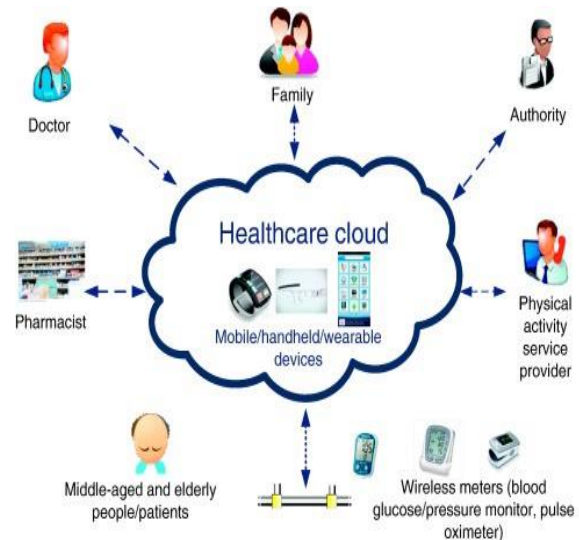 Doctor
Family
Authority
Healthcare cloud
Mobile/handheld/wearable
devices
Pharmacist
Physical
activity
service
provider
Middle-aged and elderly
people/patients
Wireless meters (blood
glucose/pressure monitor, pulse
oximeter)